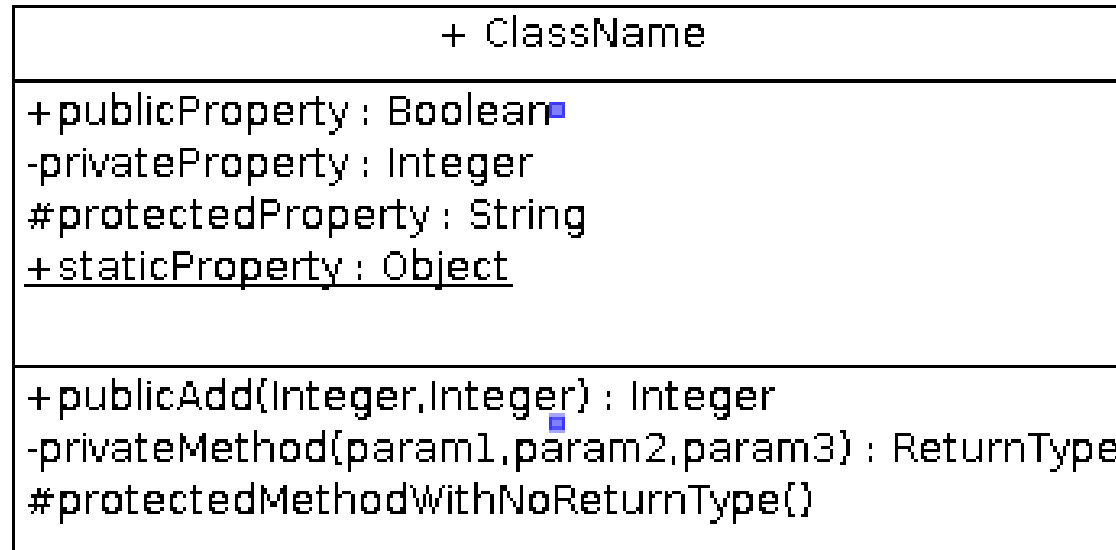 + ClassName
+publicProperty : Boolean
-privateProperty : Integer
#protectedProperty : String
+staticProperty : Object
+publicAdd(Integer,Integer) : Integer
-privateMethod(param1,param2,param3) : ReturnType
#protectedMethodWithNoReturnType()